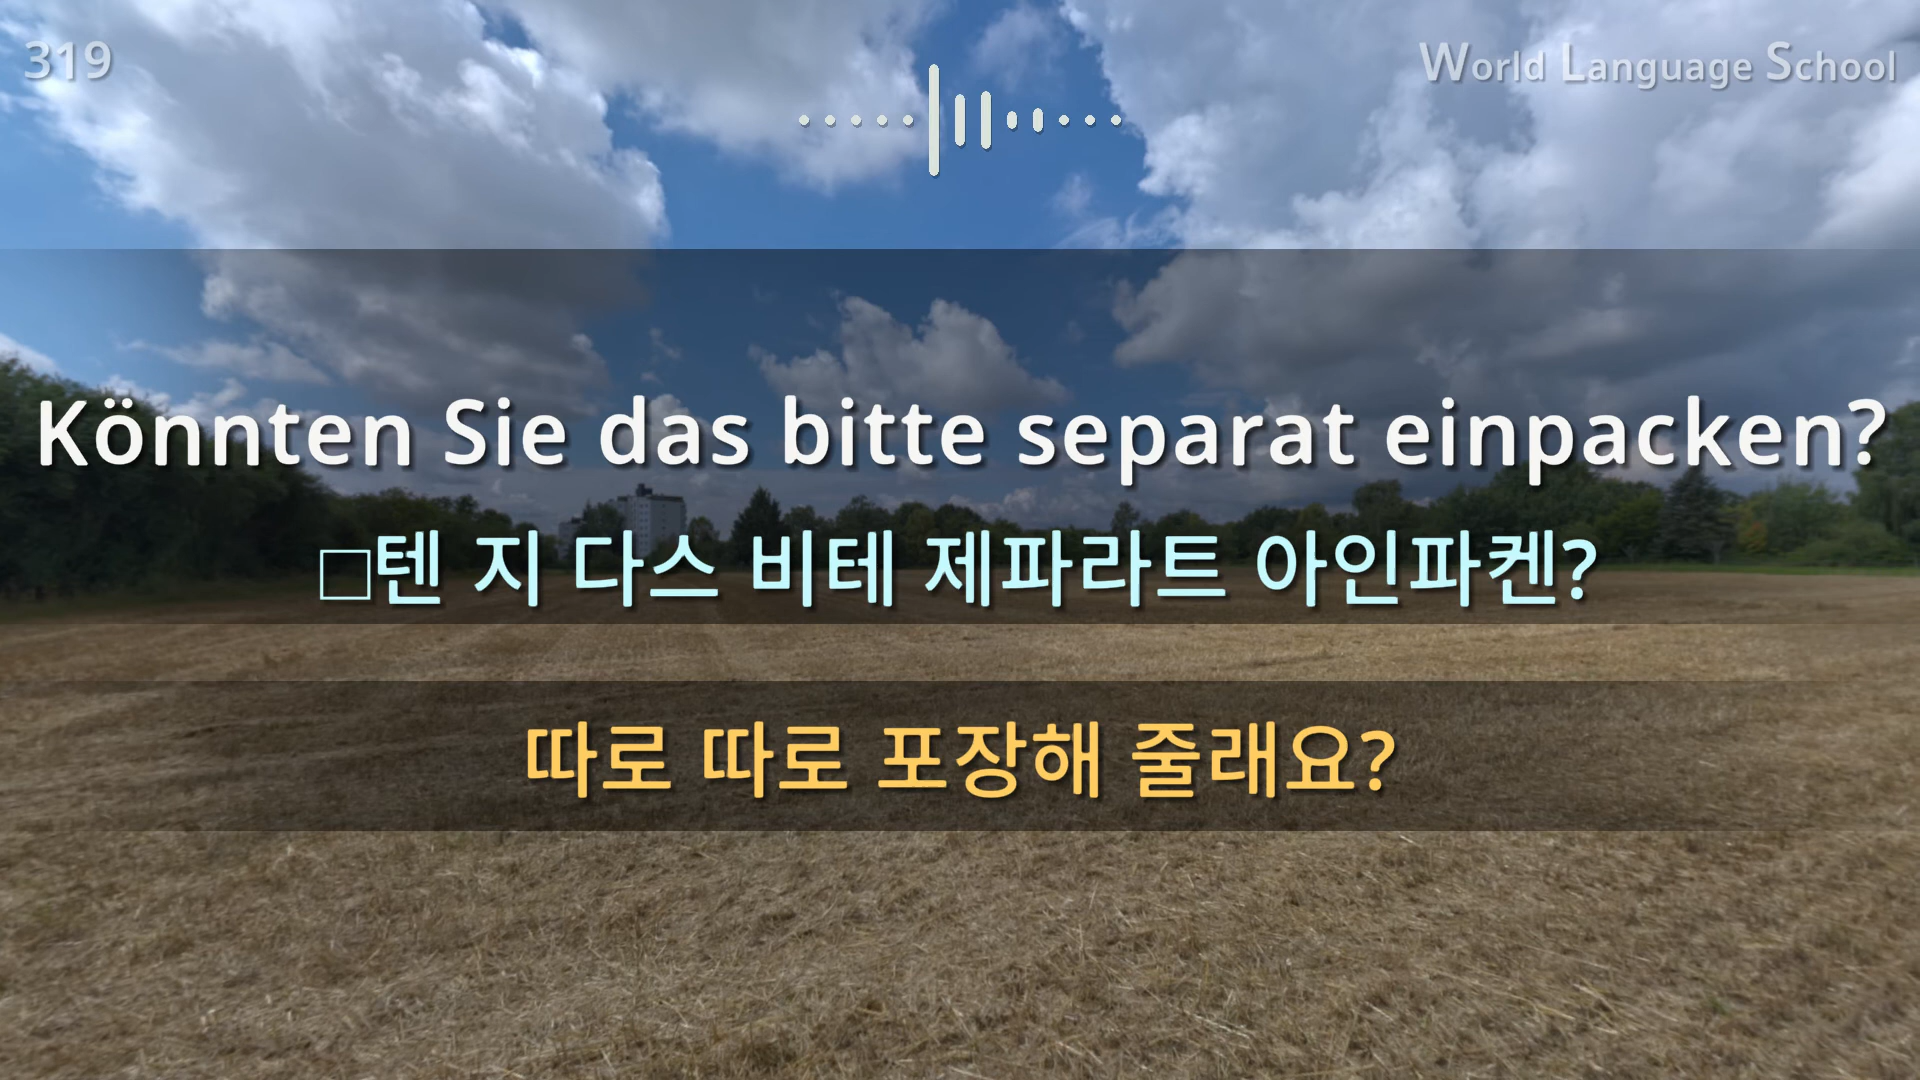 319
World Language School
Könnten Sie das bitte separat einpacken?
□텐 지 다스 비테 제파라트 아인파켄?
따로 따로 포장해 줄래요?